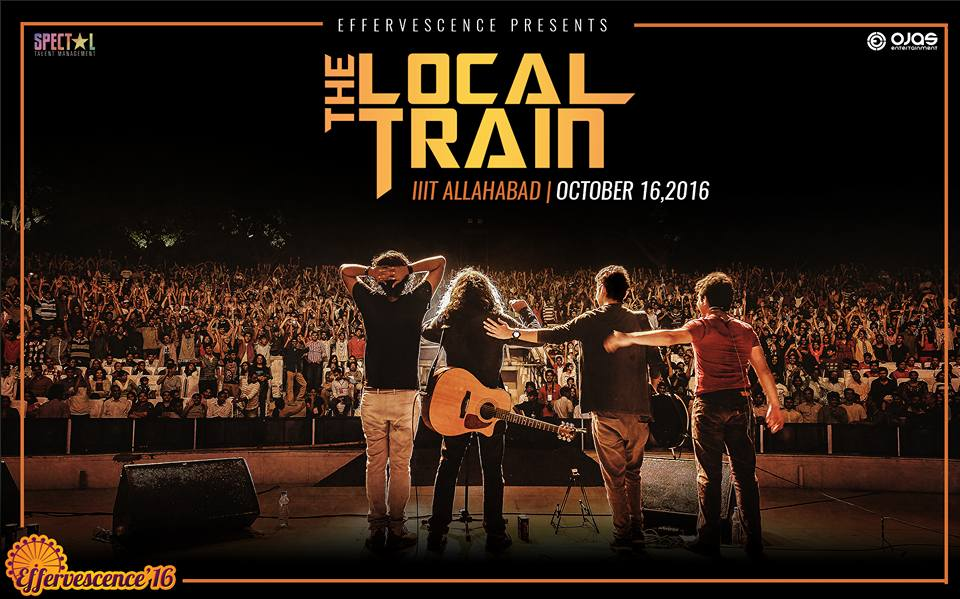 EFFERVESCENCE PRESENTS
SPECTAL
TALENT MANAGEMENT
OJAS
entertainment
THE LOCAL
TRAIN
IIIT ALLAHABAD | OCTOBER 16,2016
Effervescence'16